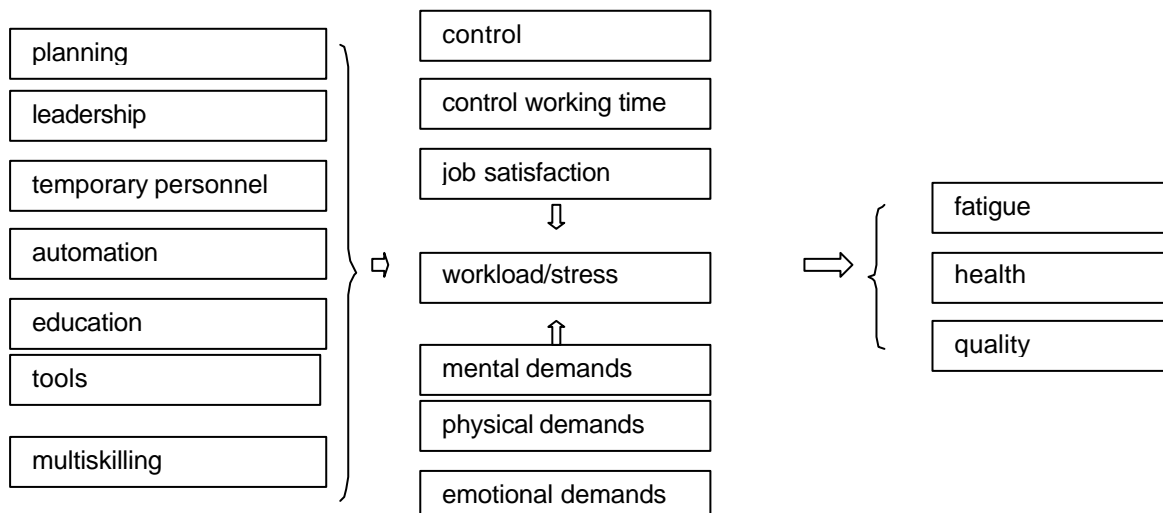 planning
leadership
temporary personnel
automation
education
tools
multiskilling
control
control working time
job satisfaction
workload/stress
mental demands
physical demands
emotional demands
fatigue
health
quality